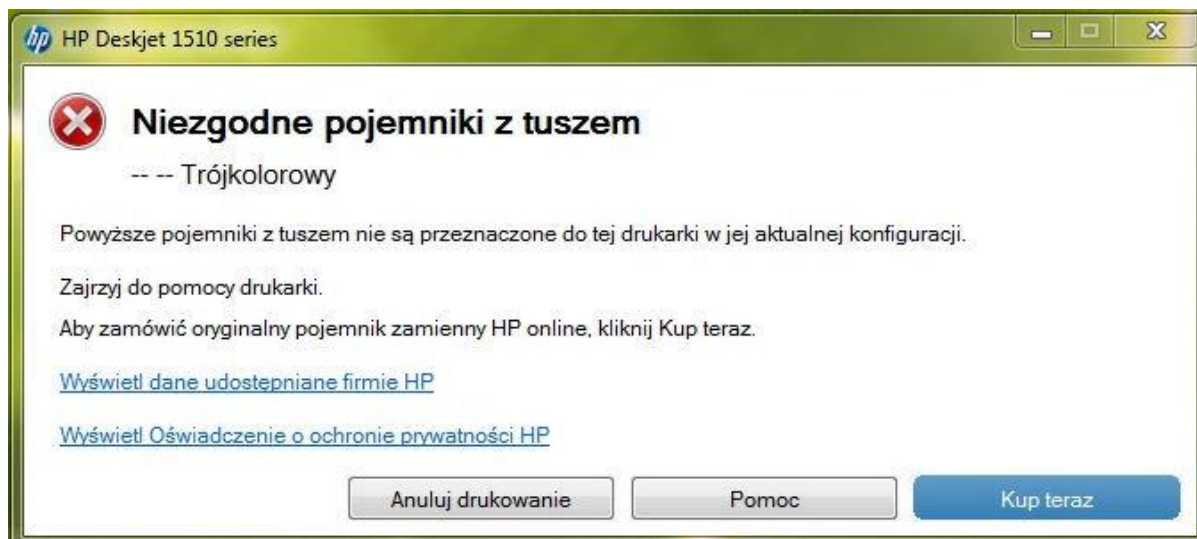 hp HP Deskjet 1510 series
Niezgodne pojemniki z tuszem
-- -- Trójkolorowy
Powyższe pojemniki z tuszem nie są przeznaczone do tej drukarki w jej aktualnej konfiguracji.
Zajrzyj do pomocy drukarki.
Aby zamówić oryginalny pojemnik zamienny HP online, kliknij Kup teraz.
Wyświetl dane udostępniane firmie HP
Wyświetl Oświadczenie o ochronie prywatności HP
Anuluj drukowanie Pomoc Kup teraz